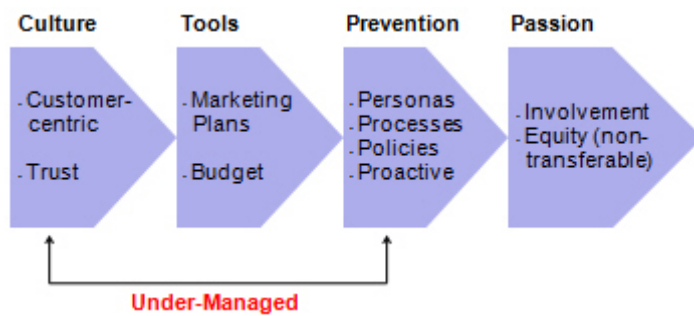 Culture
Tools
Prevention
Passion
- Customer-
centric
- Trust
- Marketing
Plans
- Budget
- Personas
- Processes
- Policies
- Proactive
- Involvement
- Equity (non-
transferable)
Under-Managed